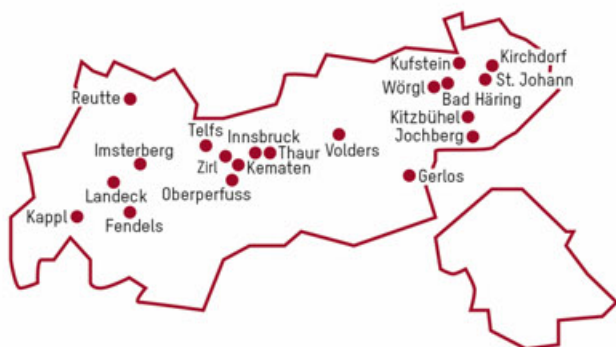 Kufstein
Kirchdorf
Wörgl
St. Johann
Bad Häring
Reutte
Kitzbühel
Telfs
Innsbruck
Jochberg
Volders
Imsterberg
Thaur
Zirl
Kematen
Landeck
Oberperfuss
Gerlos
Kappl
Fendels